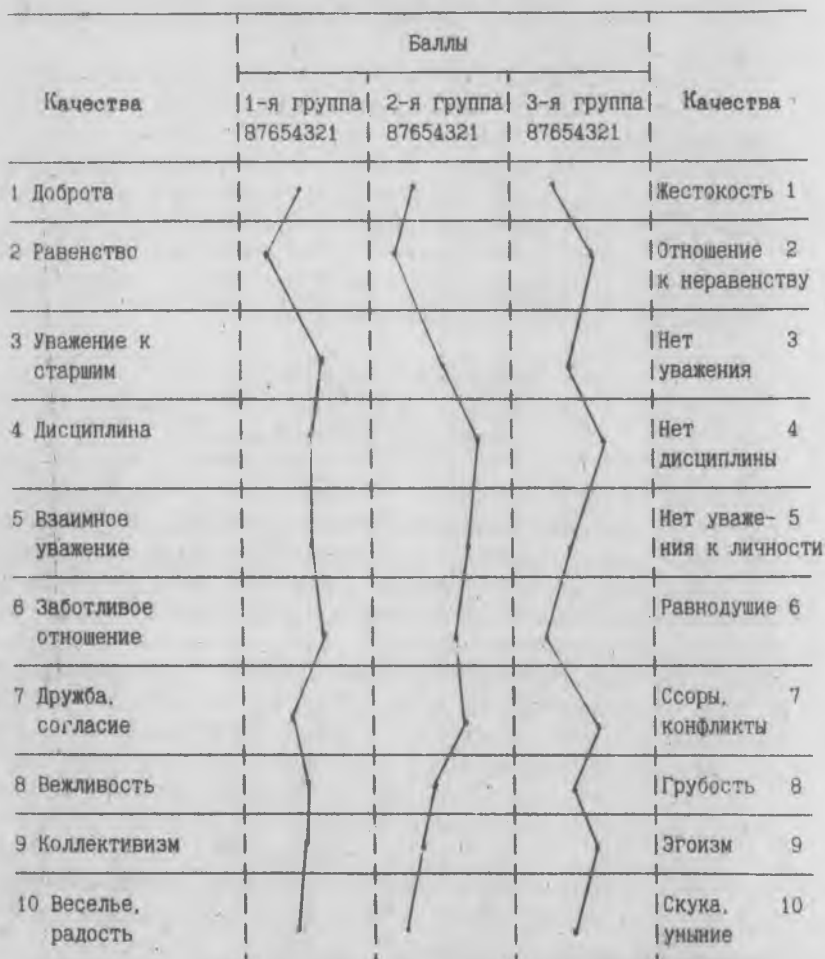 Баллы
Качества 1-я группа 2-я группа 3-я группа Качества
87654321 87654321 87654321
1 Доброта Жестокость 1
2 Равенство Отношение 2
к неравенству
3 Уважение к Нет 3
старшим уважения
4 Дисциплина Нет 4
дисциплины
5 Взаимное Нет уваже- 5
уважение ния к личности
6 Заботливое Равнодушие 6
отношение
7 Дружба, Ссоры, 7
согласие конфликты
8 Вежливость Грубость 8
9 Коллективизм Эгоизм 9
10 Веселье, Скука, 10
радость уныние